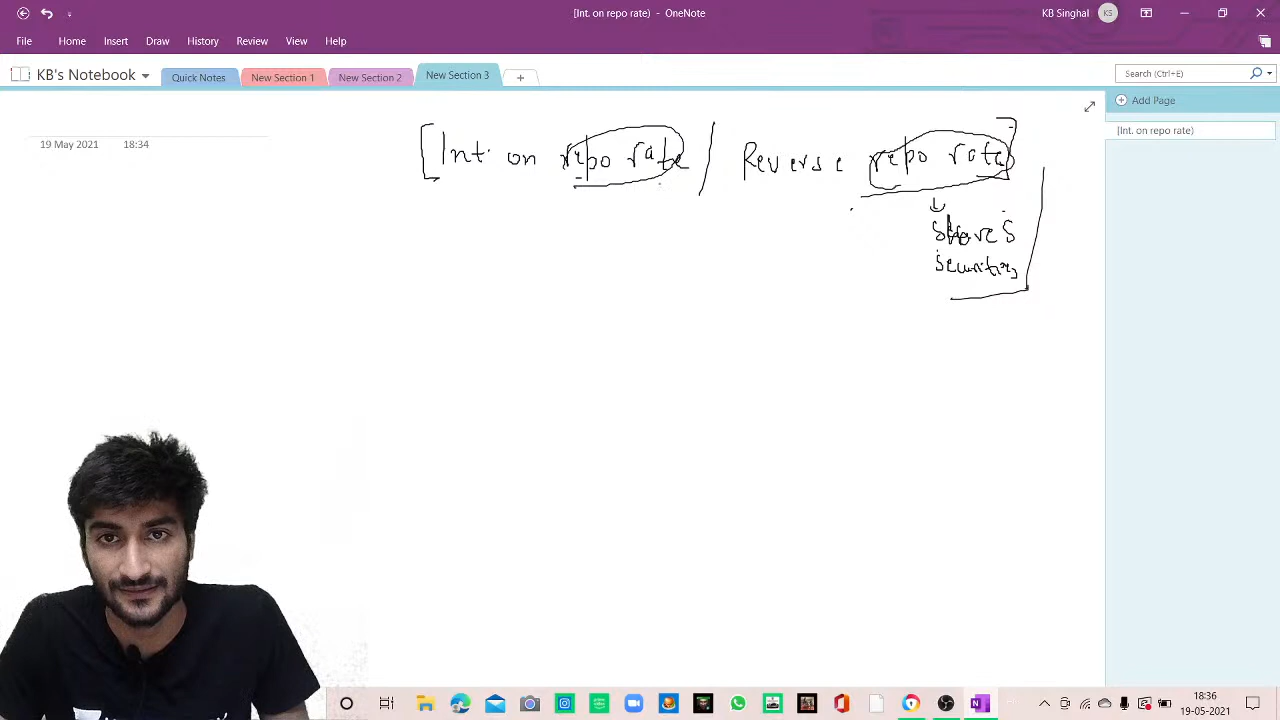 [Int. on repo rate) - OneNote
KB Singhal
KS
File Home Insert Draw History Review View Help
KB's Notebook
Quick Notes
New Section 1
New Section 2
New Section 3
Search (Ctrl+E)
Add Page
[Int. on repo rate)
19 May 2021 18:34
[Int. on repo rate / Reverse repo rate]
securities
18:36
19-05-2021